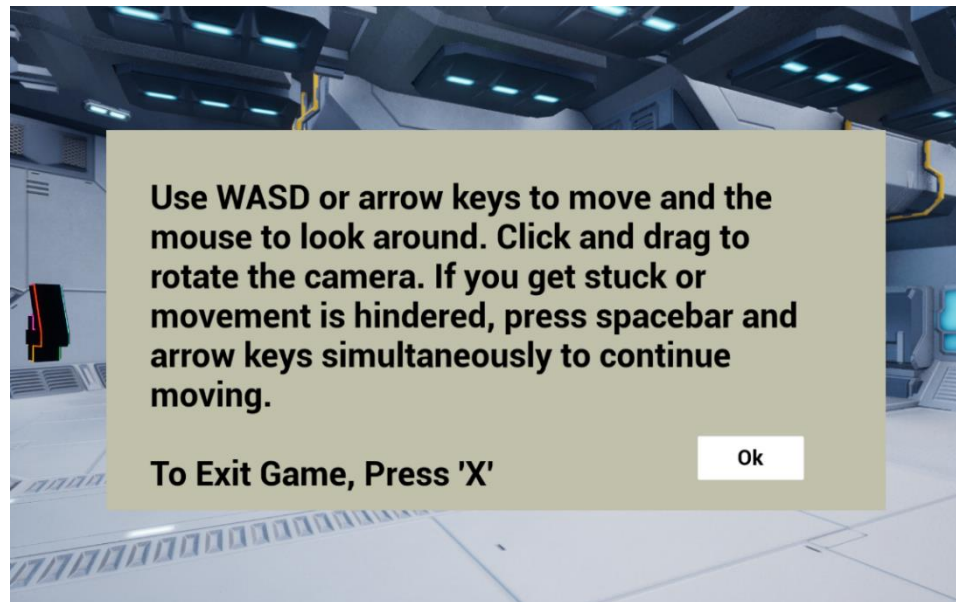 Use WASD or arrow keys to move and the
mouse to look around. Click and drag to
rotate the camera. If you get stuck or
movement is hindered, press spacebar and
arrow keys simultaneously to continue
moving.
To Exit Game, Press 'X'
Ok